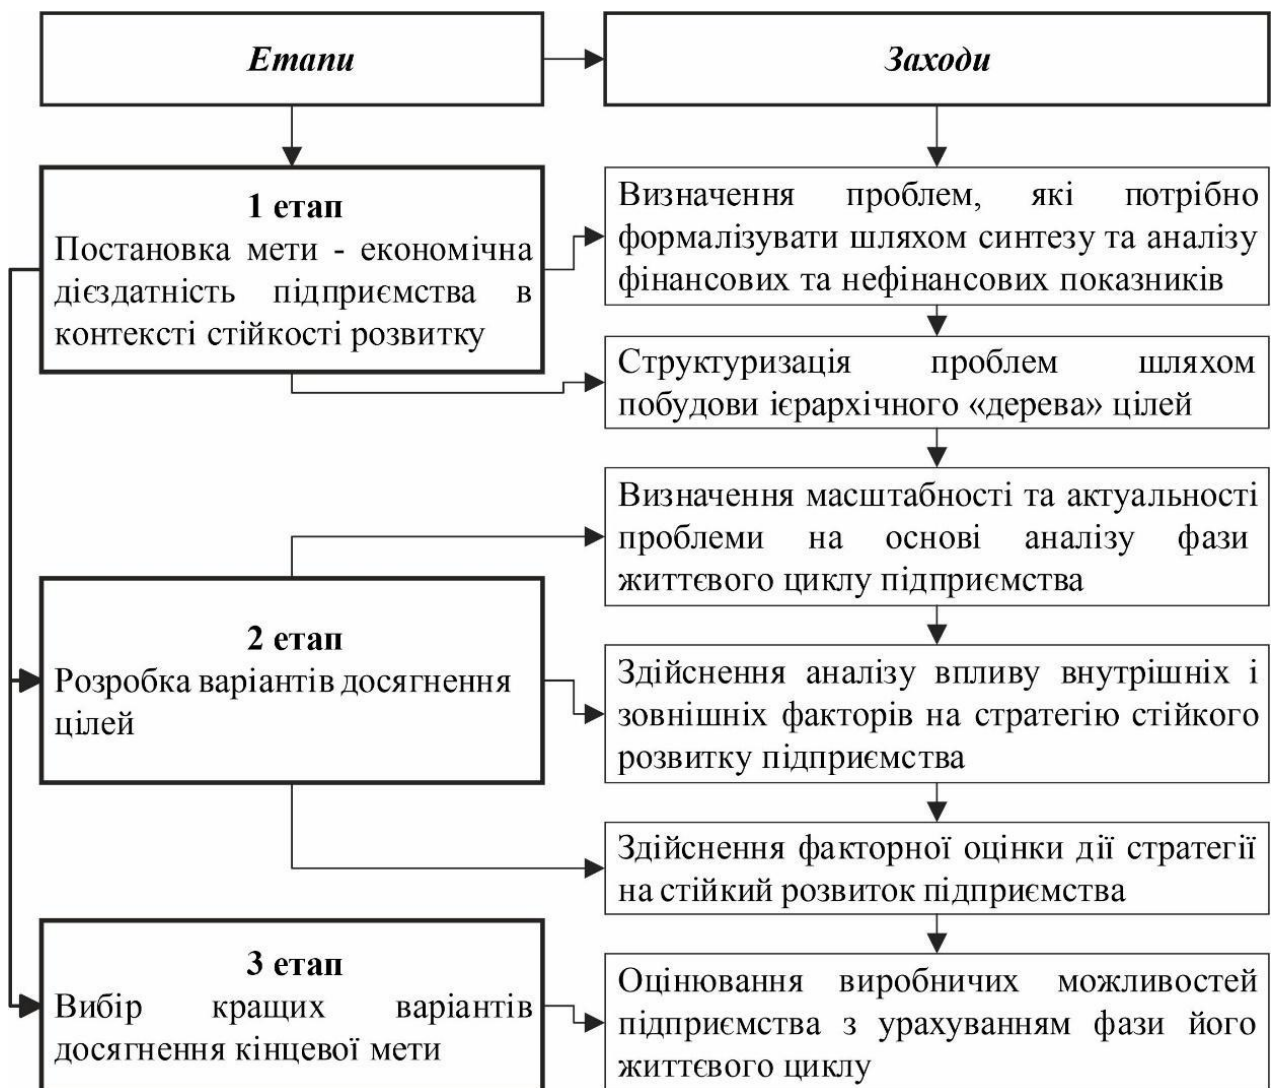 Етапи
Заходи
1 етап
Постановка мети - економічна
дієздатність підприємства в
контексті стійкості розвитку
Визначення проблем, які потрібно
формалізувати шляхом синтезу та аналізу
фінансових та нефінансових показників
Структуризація проблем шляхом
побудови ієрархічного «дерева» цілей
Визначення масштабності та актуальності
проблеми на основі аналізу фази
життєвого циклу підприємства
2 етап
Розробка варіантів досягнення
цілей
Здійснення аналізу впливу внутрішніх і
зовнішніх факторів на стратегію стійкого
розвитку підприємства
Здійснення факторної оцінки дії стратегії
на стійкий розвиток підприємства
3 етап
Вибір кращих варіантів
досягнення кінцевої мети
Оцінювання виробничих можливостей
підприємства з урахуванням фази його
життєвого циклу